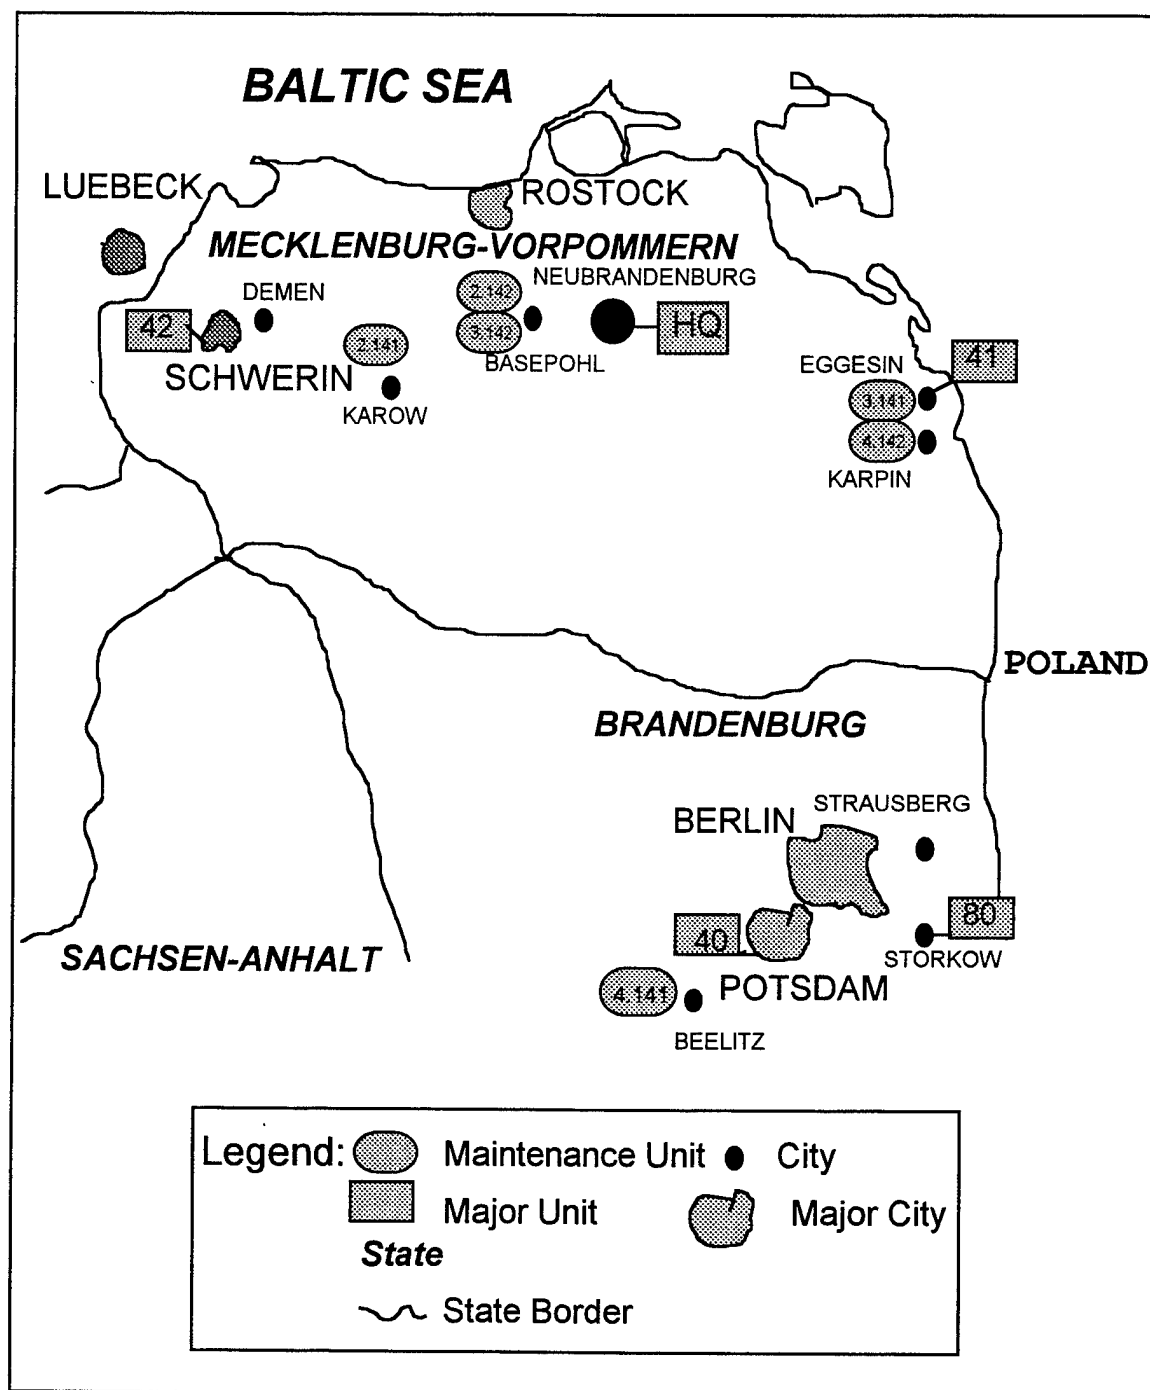 BALTIC SEA
LUEBECK
ROSTOCK
MECKLENBURG-VORPOMMERN
NEUBRANDENBURG
DEMEN
2.142
42
HQ
3.142
2.141
BASEPOHL
41
EGGESIN
SCHWERIN
3.141
KAROW
4.142
KARPIN
POLAND
BRANDENBURG
STRAUSBERG
BERLIN
80
40
STORKOW
SACHSEN-ANHALT
4.141
POTSDAM
BEELITZ
Legend:
Maintenance Unit
City
Major Unit
Major City
State
State Border